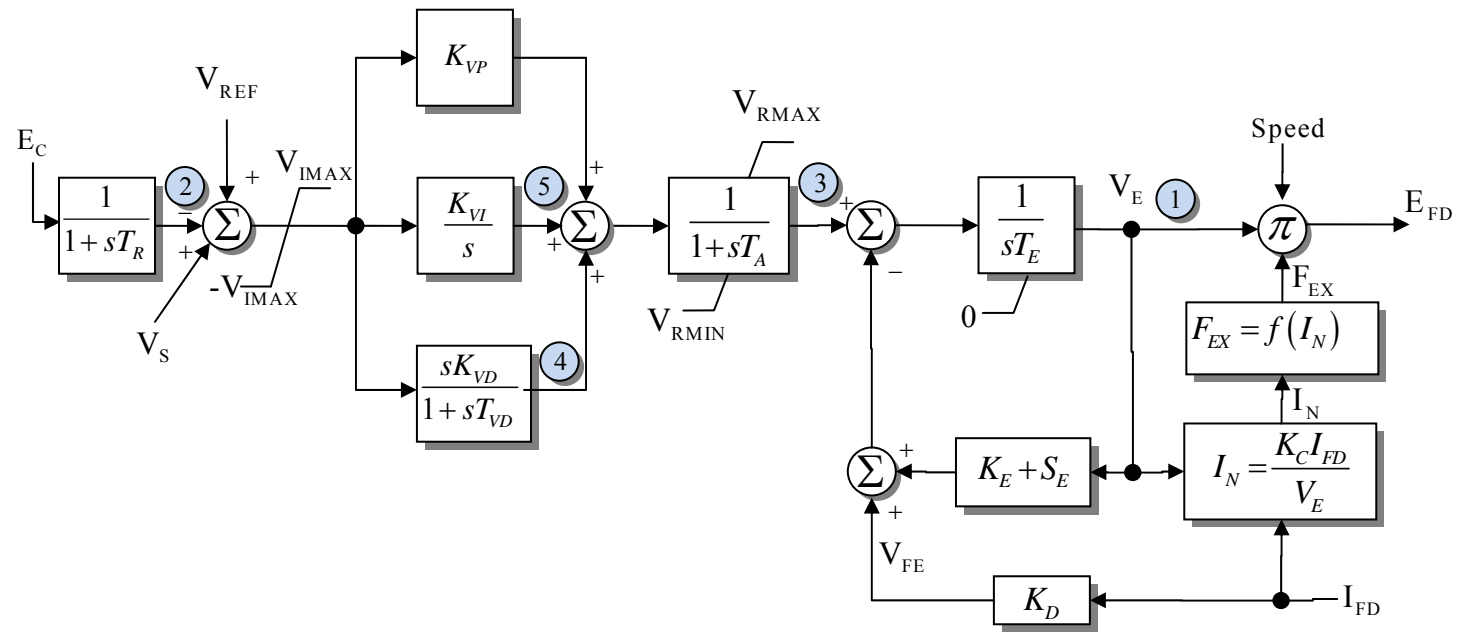 E_C
1 / (1 + sT_R)
2
V_REF
+
−
+
Σ
V_S
V_IMAX
-V_IMAX
K_VP
K_VI / s
5
sK_VD / (1 + sT_VD)
4
+
+
+
Σ
V_RMAX
1 / (1 + sT_A)
V_RMIN
3
+
−
Σ
1 / sT_E
0
V_E
1
Speed
π
E_FD
F_EX
F_EX = f(I_N)
I_N
I_N = K_C I_FD / V_E
K_E + S_E
+
+
Σ
V_FE
K_D
I_FD